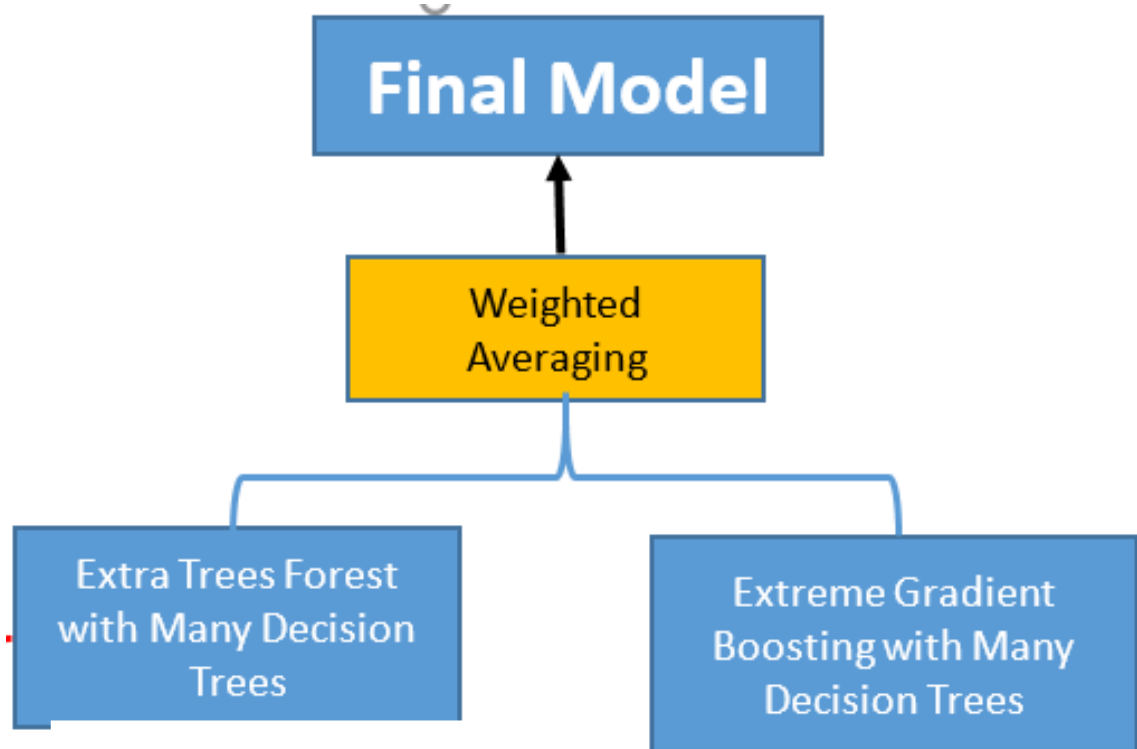 Final Model
Weighted
Averaging
Extra Trees Forest
with Many Decision
Trees
Extreme Gradient
Boosting with Many
Decision Trees